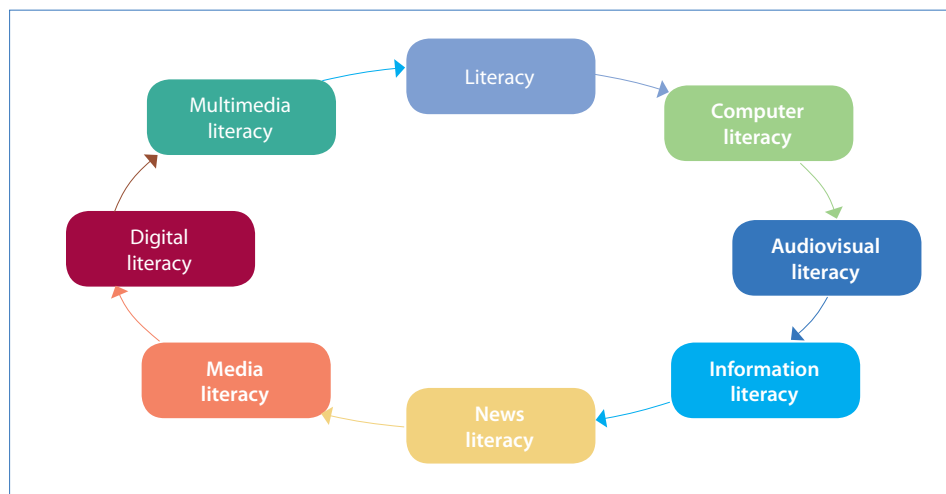 Literacy
Computer
literacy
Audiovisual
literacy
Information
literacy
News
literacy
Media
literacy
Digital
literacy
Multimedia
literacy